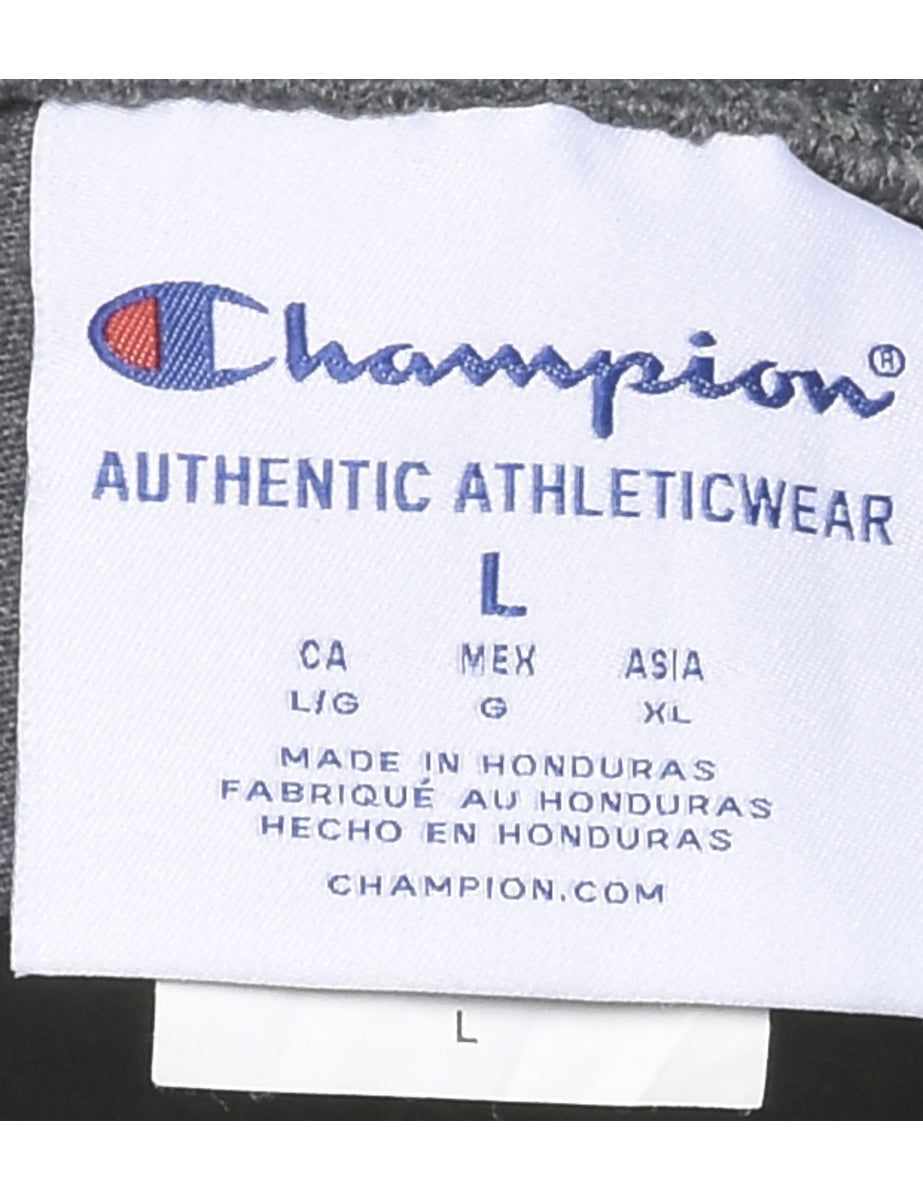 Champion®
AUTHENTIC ATHLETICWEAR
L
CA MEX ASIA
L/G G XL
MADE IN HONDURAS
FABRIQUÉ AU HONDURAS
HECHO EN HONDURAS
CHAMPION.COM
L